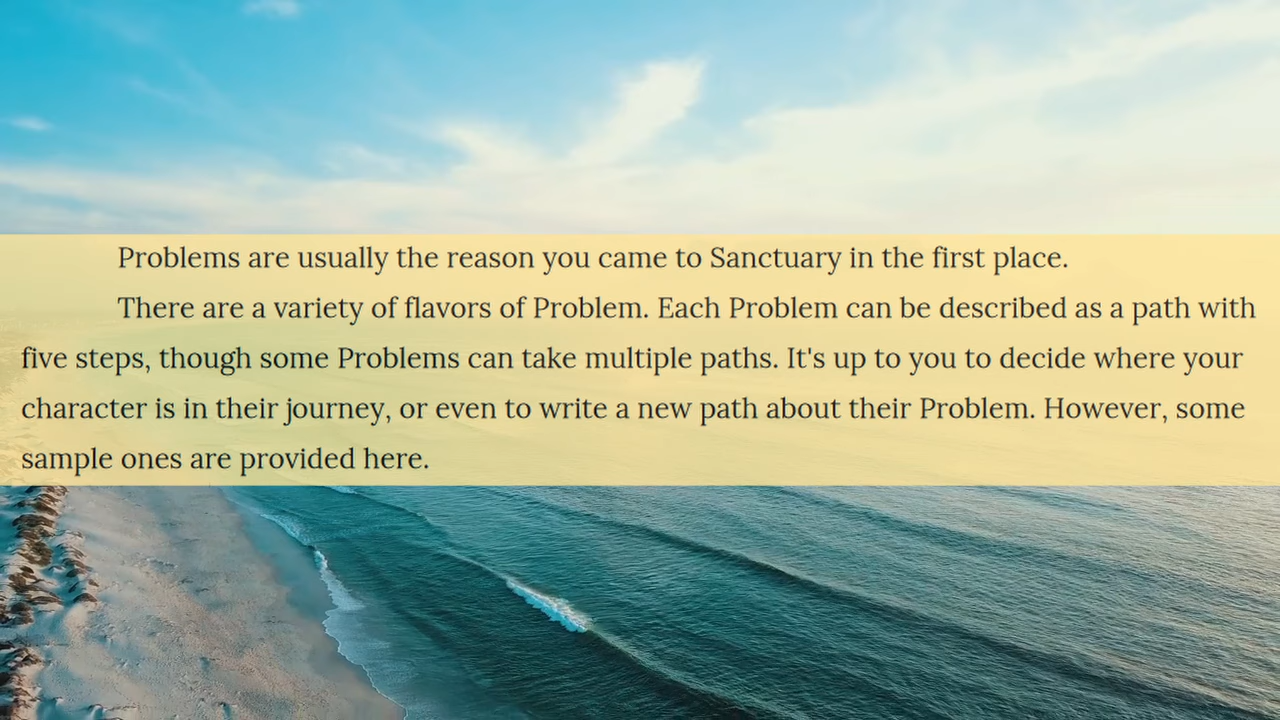 Problems are usually the reason you came to Sanctuary in the first place.
There are a variety of flavors of Problem. Each Problem can be described as a path with
five steps, though some Problems can take multiple paths. It's up to you to decide where your
character is in their journey, or even to write a new path about their Problem. However, some
sample ones are provided here.